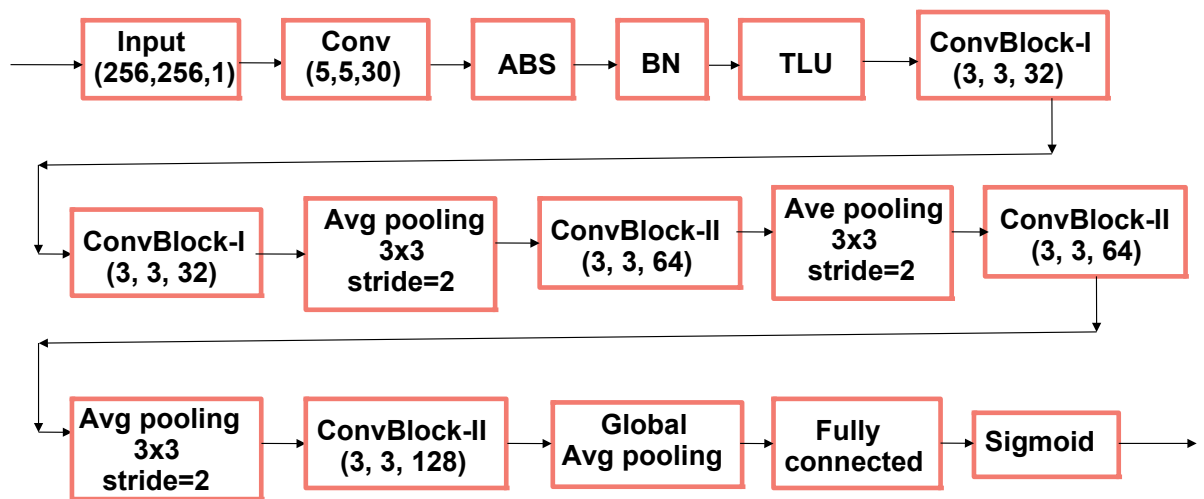 Input
(256,256,1)
Conv
(5,5,30)
ABS
BN
TLU
ConvBlock-I
(3, 3, 32)
ConvBlock-I
(3, 3, 32)
Avg pooling
3x3
stride=2
ConvBlock-II
(3, 3, 64)
Ave pooling
3x3
stride=2
ConvBlock-II
(3, 3, 64)
Avg pooling
3x3
stride=2
ConvBlock-II
(3, 3, 128)
Global
Avg pooling
Fully
connected
Sigmoid